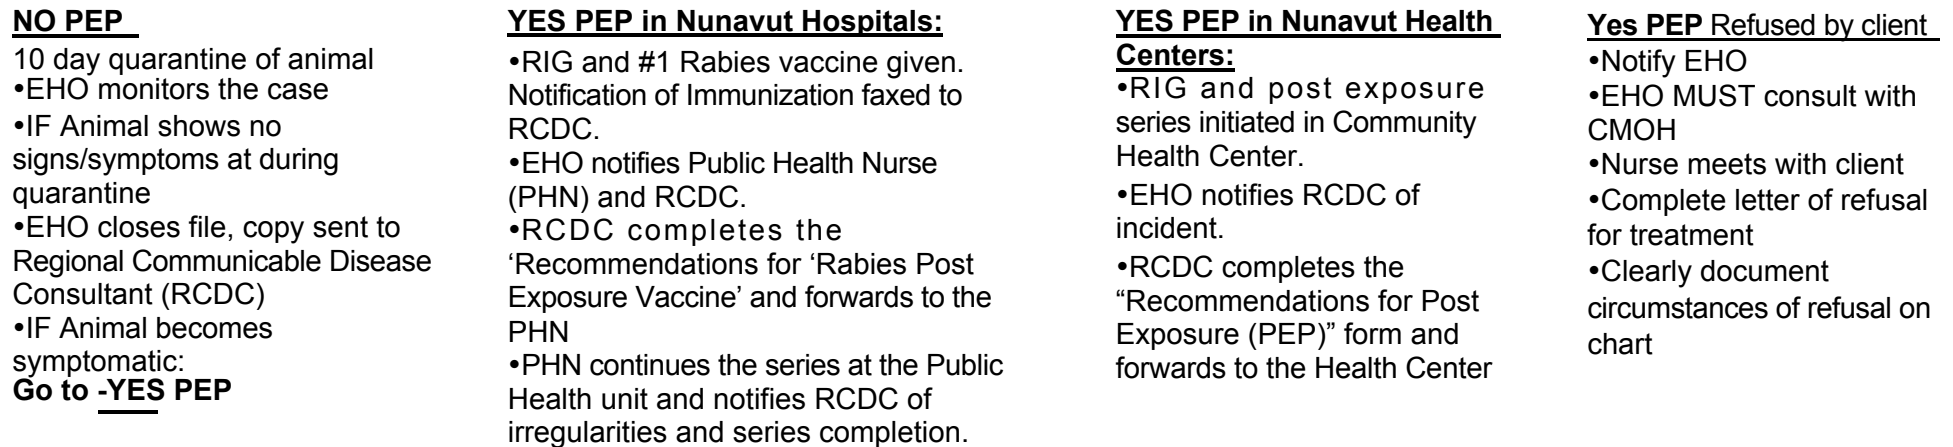 NO PEP
10 day quarantine of animal
•EHO monitors the case
•IF Animal shows no
signs/symptoms at during
quarantine
•EHO closes file, copy sent to
Regional Communicable Disease
Consultant (RCDC)
•IF Animal becomes
symptomatic:
Go to -YES PEP
YES PEP in Nunavut Hospitals:
•RIG and #1 Rabies vaccine given.
Notification of Immunization faxed to
RCDC.
•EHO notifies Public Health Nurse
(PHN) and RCDC.
•RCDC completes the
‘Recommendations for ‘Rabies Post
Exposure Vaccine’ and forwards to the
PHN
•PHN continues the series at the Public
Health unit and notifies RCDC of
irregularities and series completion.
YES PEP in Nunavut Health
Centers:
•RIG and post exposure
series initiated in Community
Health Center.
•EHO notifies RCDC of
incident.
•RCDC completes the
“Recommendations for Post
Exposure (PEP)” form and
forwards to the Health Center
Yes PEP Refused by client
•Notify EHO
•EHO MUST consult with
CMOH
•Nurse meets with client
•Complete letter of refusal
for treatment
•Clearly document
circumstances of refusal on
chart